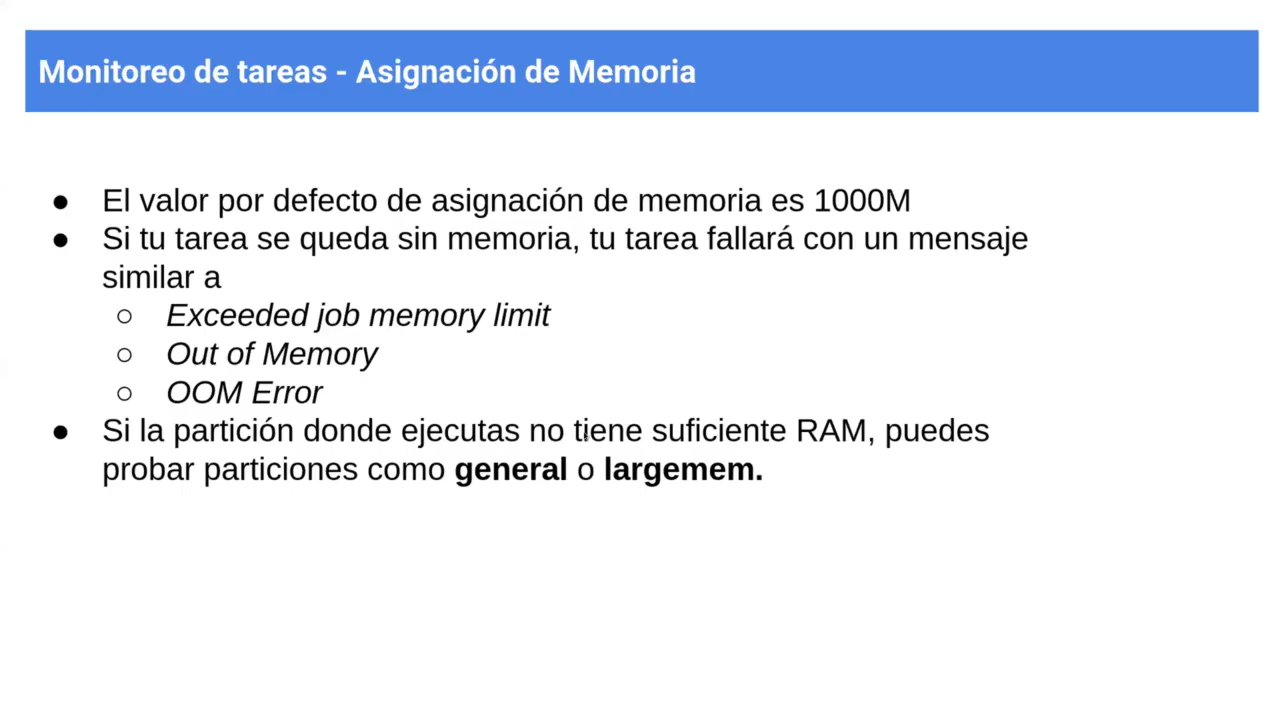 Monitoreo de tareas - Asignación de Memoria
● El valor por defecto de asignación de memoria es 1000M
● Si tu tarea se queda sin memoria, tu tarea fallará con un mensaje
similar a
○ Exceeded job memory limit
○ Out of Memory
○ OOM Error
● Si la partición donde ejecutas no tiene suficiente RAM, puedes
probar particiones como general o largemem.